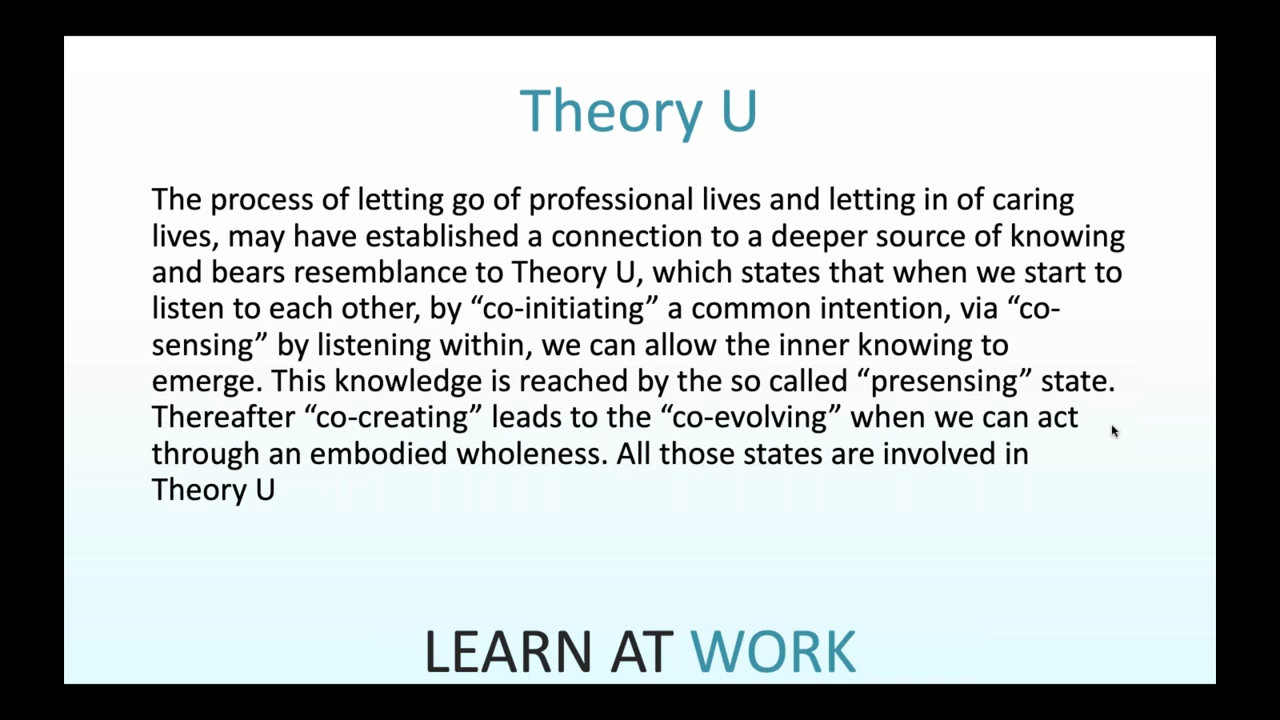 Theory U
The process of letting go of professional lives and letting in of caring
lives, may have established a connection to a deeper source of knowing
and bears resemblance to Theory U, which states that when we start to
listen to each other, by “co-initiating” a common intention, via “co-
sensing” by listening within, we can allow the inner knowing to
emerge. This knowledge is reached by the so called “presensing” state.
Thereafter “co-creating” leads to the “co-evolving” when we can act
through an embodied wholeness. All those states are involved in
Theory U
LEARN AT WORK